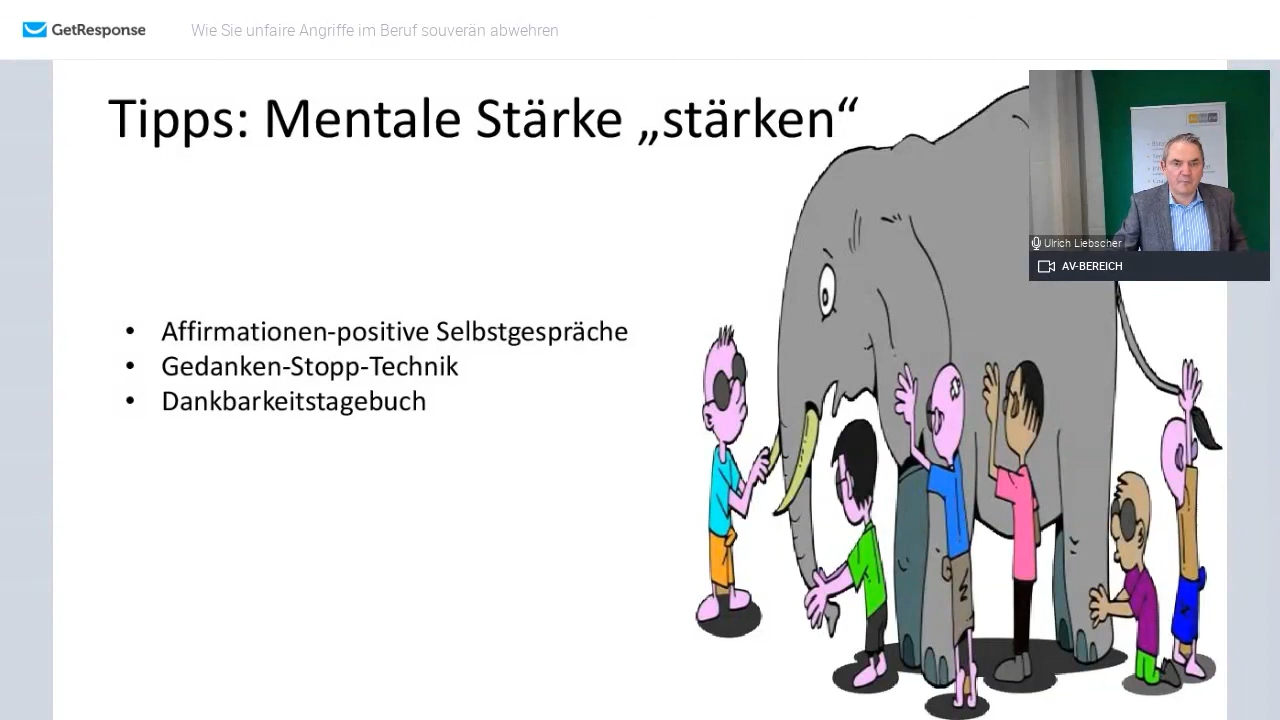 GetResponse
Wie Sie unfaire Angriffe im Beruf souverän abwehren
Tipps: Mentale Stärke „stärken“
• Affirmationen-positive Selbstgespräche
• Gedanken-Stopp-Technik
• Dankbarkeitstagebuch
Ulrich Liebscher
AV-BEREICH